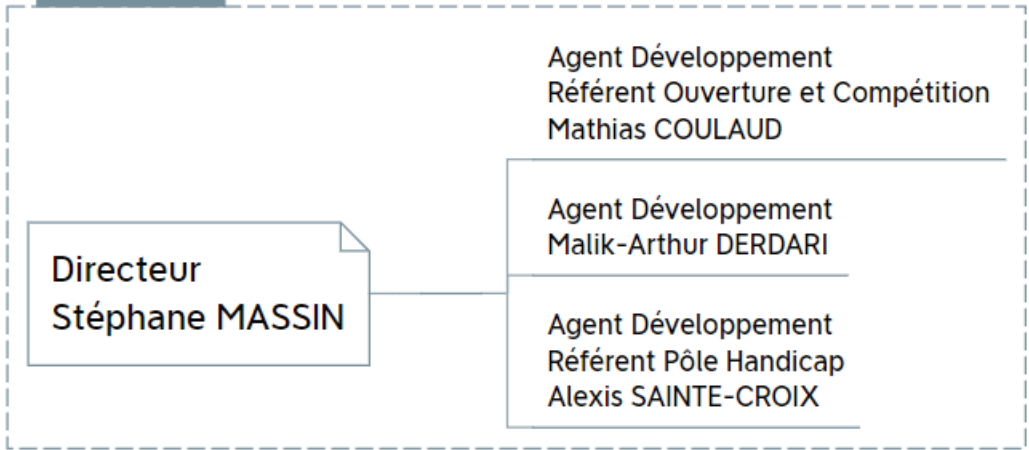 Agent Développement
Référent Ouverture et Compétition
Mathias COULAUD
Agent Développement
Malik-Arthur DERDARI
Directeur
Stéphane MASSIN
Agent Développement
Référent Pôle Handicap
Alexis SAINTE-CROIX